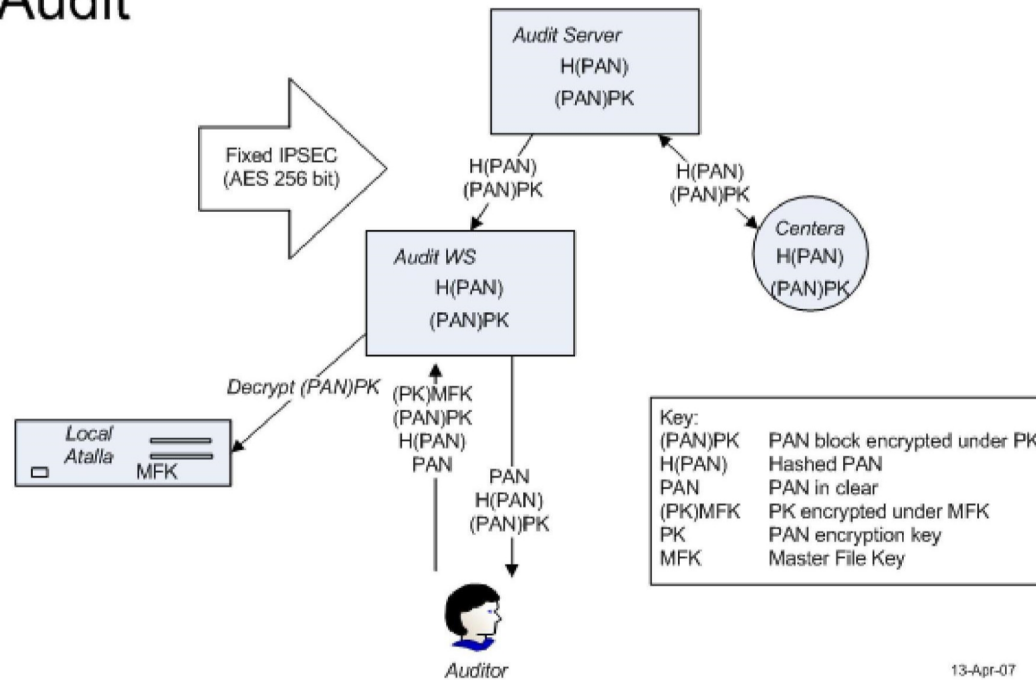 Audit
Audit Server
H(PAN)
(PAN)PK
Fixed IPSEC
(AES 256 bit)
H(PAN)
(PAN)PK
H(PAN)
(PAN)PK
Centera
H(PAN)
(PAN)PK
Audit WS
H(PAN)
(PAN)PK
Decrypt (PAN)PK
(PK)MFK
(PAN)PK
H(PAN)
PAN
Local
Atalla
MFK
PAN
H(PAN)
(PAN)PK
Key:
(PAN)PK PAN block encrypted under PK
H(PAN) Hashed PAN
PAN PAN in clear
(PK)MFK PK encrypted under MFK
PK PAN encryption key
MFK Master File Key
Auditor
13-Apr-07